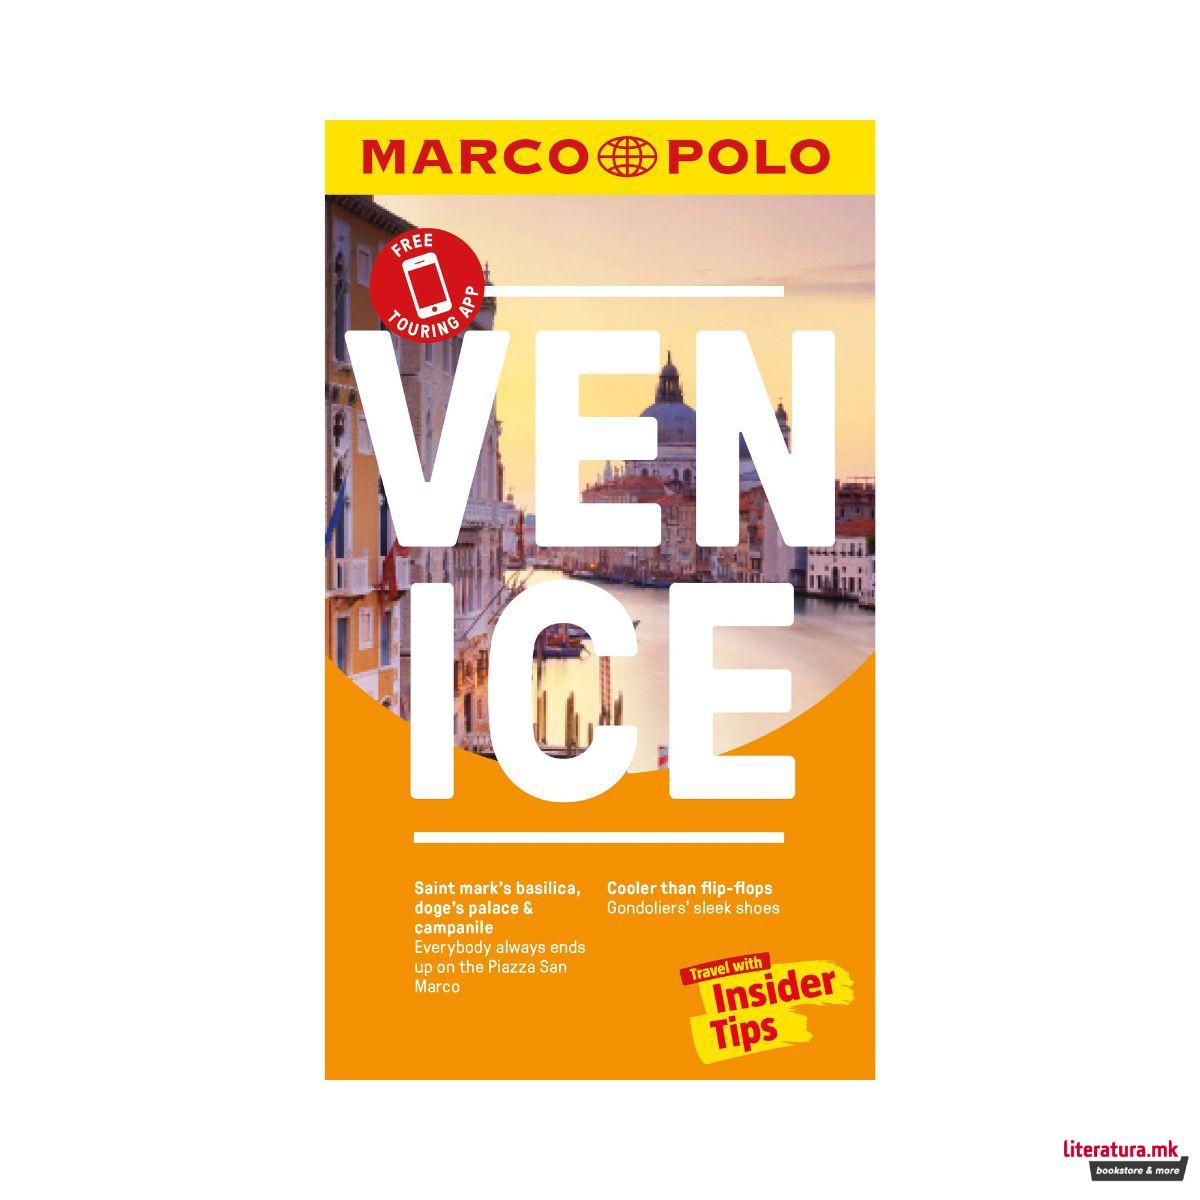 MARCO POLO
FREE
TOURING APP
VEN
ICE
Saint mark's basilica,
doge's palace &
campanile
Everybody always ends
up on the Piazza San
Marco
Cooler than flip-flops
Gondoliers' sleek shoes
Travel with
Insider
Tips
literatura.mk
bookstore & more